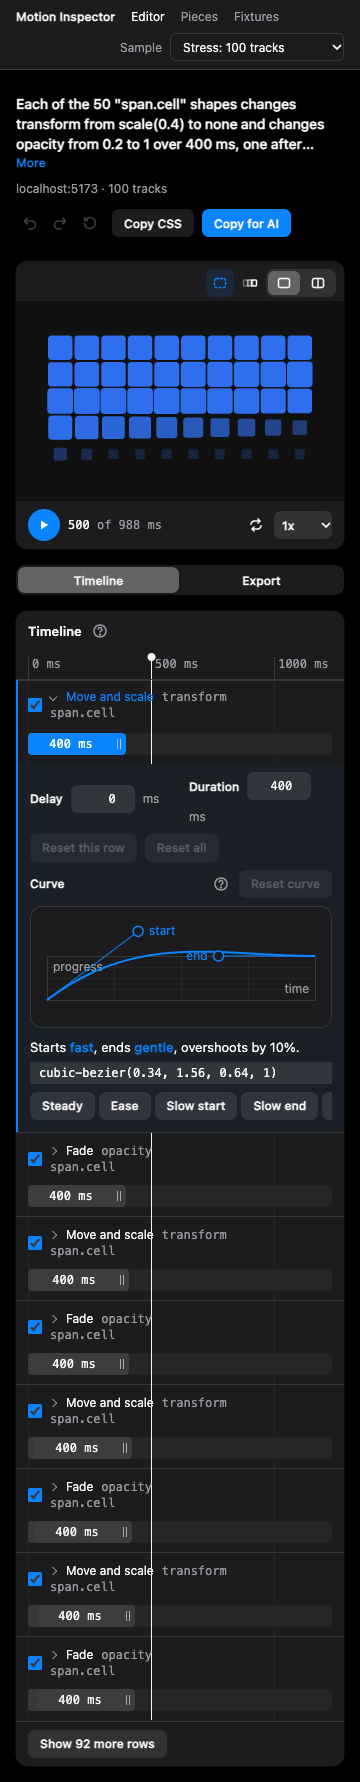 Motion Inspector Editor Pieces Fixtures
Sample Stress: 100 tracks
Each of the 50 "span.cell" shapes changes
transform from scale(0.4) to none and changes
opacity from 0.2 to 1 over 400 ms, one after...
More
localhost:5173 · 100 tracks
Copy CSS Copy for AI
500 of 988 ms 1x
Timeline Export
Timeline
0 ms 500 ms 1000 ms
Move and scale transform
span.cell
400 ms
Delay 0 ms Duration 400
ms
Reset this row Reset all
Curve Reset curve
start
end
progress
time
Starts fast, ends gentle, overshoots by 10%.
cubic-bezier(0.34, 1.56, 0.64, 1)
Steady Ease Slow start Slow end
Fade opacity
span.cell
400 ms
Move and scale transform
span.cell
400 ms
Fade opacity
span.cell
400 ms
Move and scale transform
span.cell
400 ms
Fade opacity
span.cell
400 ms
Move and scale transform
span.cell
400 ms
Fade opacity
span.cell
400 ms
Show 92 more rows